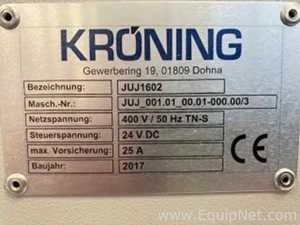 KRÖNING
Gewerbering 19, 01809 Dohna
Bezeichnung: JUJ1602
Masch.-Nr.: JUJ_001.01_00.01-000.00/3
Netzspannung: 400 V / 50 Hz TN-S
Steuerspannung: 24 V DC
max. Vorsicherung: 25 A
Baujahr: 2017
CE
www.EquipNet.com